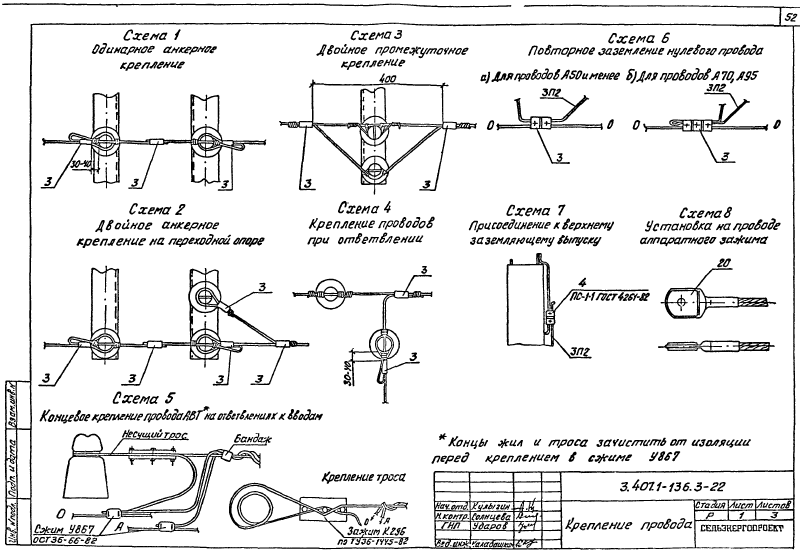 52
Схема 1
Одинарное анкерное
крепление
30-40
3
3
3
Схема 3
Двойное промежуточное
крепление
400
3
3
Схема 6
Повторное заземление нулевого провода
а) Для проводов А50 и менее б) Для проводов А70, А95
ЗП2
ЗП2
0
0
0
0
3
3
Схема 2
Двойное анкерное
крепление на переходной опоре
3
3
3
3
3
Схема 4
Крепление проводов
при ответвлении
3
30-40
3
Схема 7
Присоединение к верхнему
заземляющему выпуску
4
ПС-1-1 ГОСТ 4261-82
ЗП2
Схема 8
Установка на проводе
аппаратного зажима
20
Схема 5
Концевое крепление провода АВТ* на ответвлениях к вводам
Несущий трос
Бандаж
0
А
Сжим У867
ОСТ 36-66-82
Крепление троса
0
А
Зажим К296
по ТУ36-1445-82
* Концы жил и троса зачистить от изоляции
перед креплением в сжиме У867
3.407.1-136.3-22
Нач.отд. Кулыгин
Н.контр. Солнцева
ГИП Ударов
Вед.инж.
Крепление провода
Стадия Лист Листов
Р 1 3
СЕЛЬЭНЕРГОПРОЕКТ
Взам.инв.№
Подп. и дата
Инв.№подл.